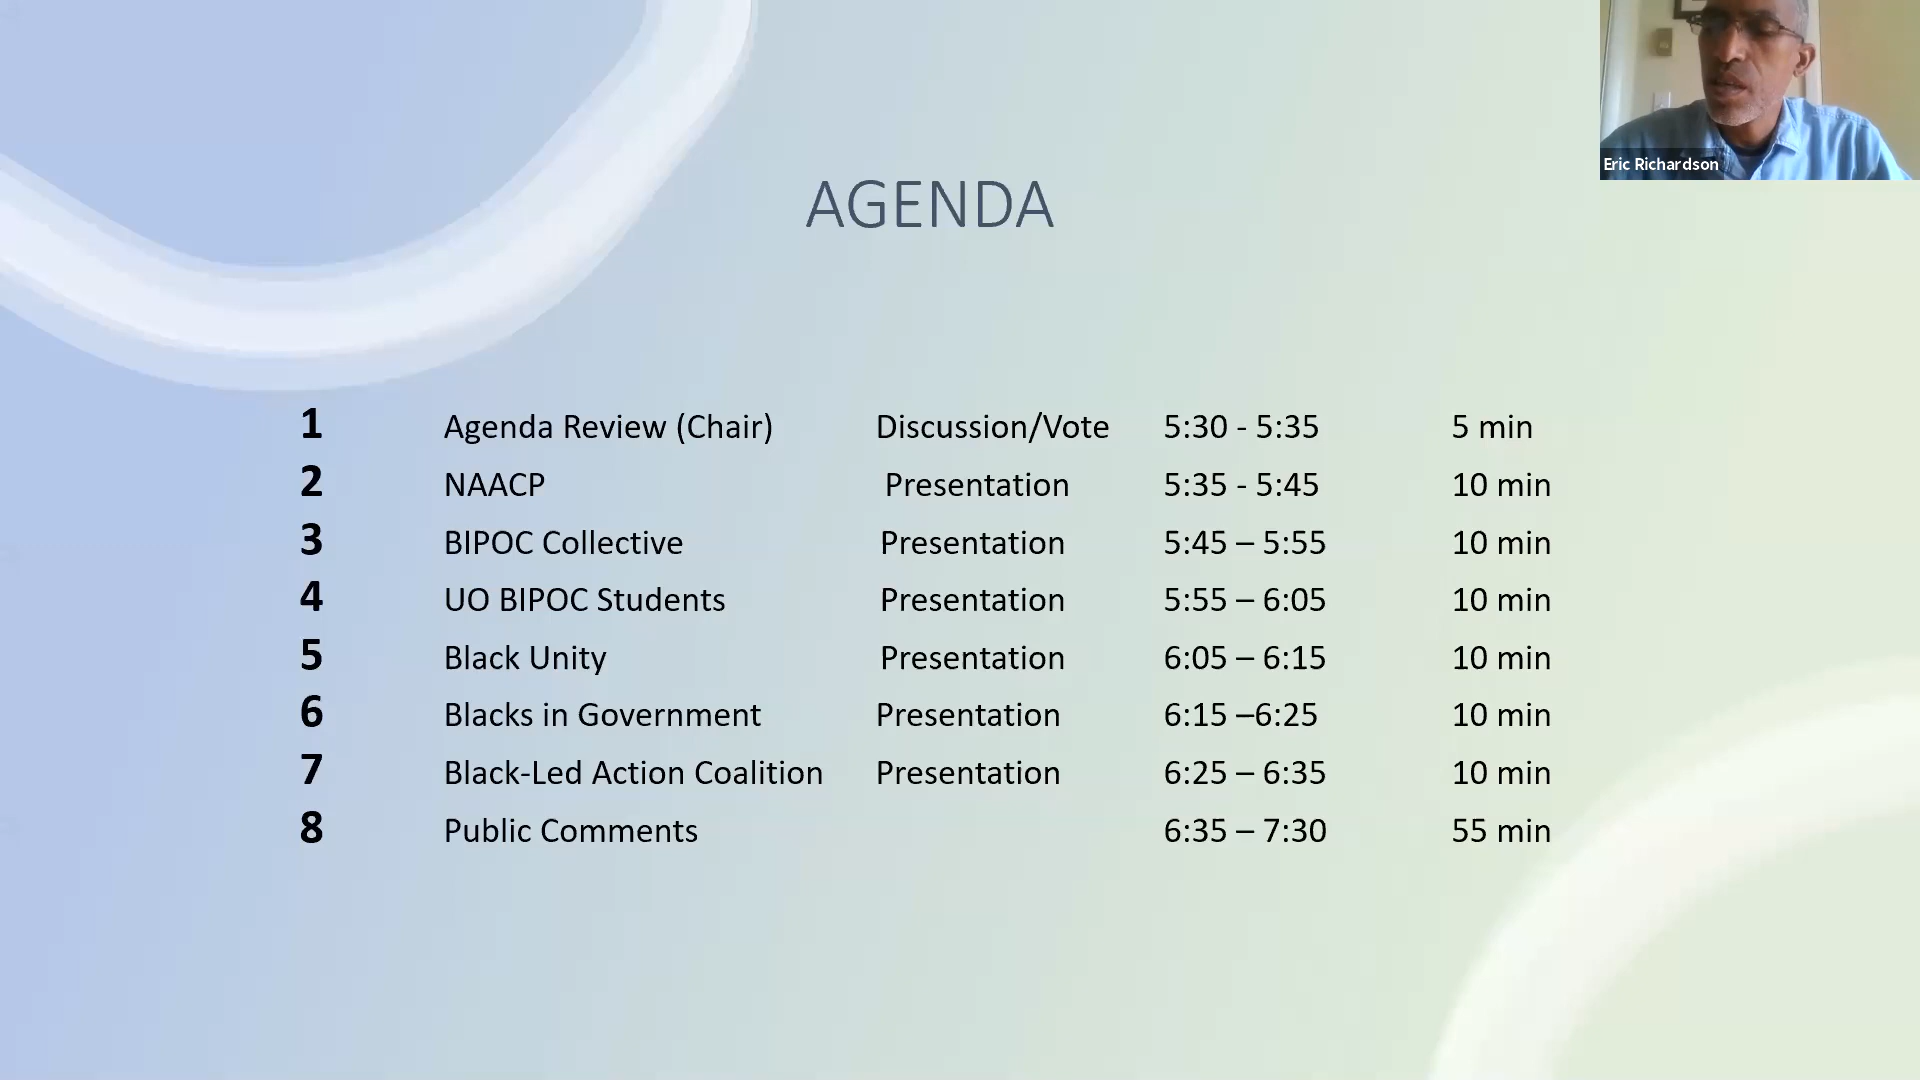 AGENDA
Eric Richardson
1 Agenda Review (Chair) Discussion/Vote 5:30 - 5:35 5 min
2 NAACP Presentation 5:35 - 5:45 10 min
3 BIPOC Collective Presentation 5:45 – 5:55 10 min
4 UO BIPOC Students Presentation 5:55 – 6:05 10 min
5 Black Unity Presentation 6:05 – 6:15 10 min
6 Blacks in Government Presentation 6:15 –6:25 10 min
7 Black-Led Action Coalition Presentation 6:25 – 6:35 10 min
8 Public Comments 6:35 – 7:30 55 min